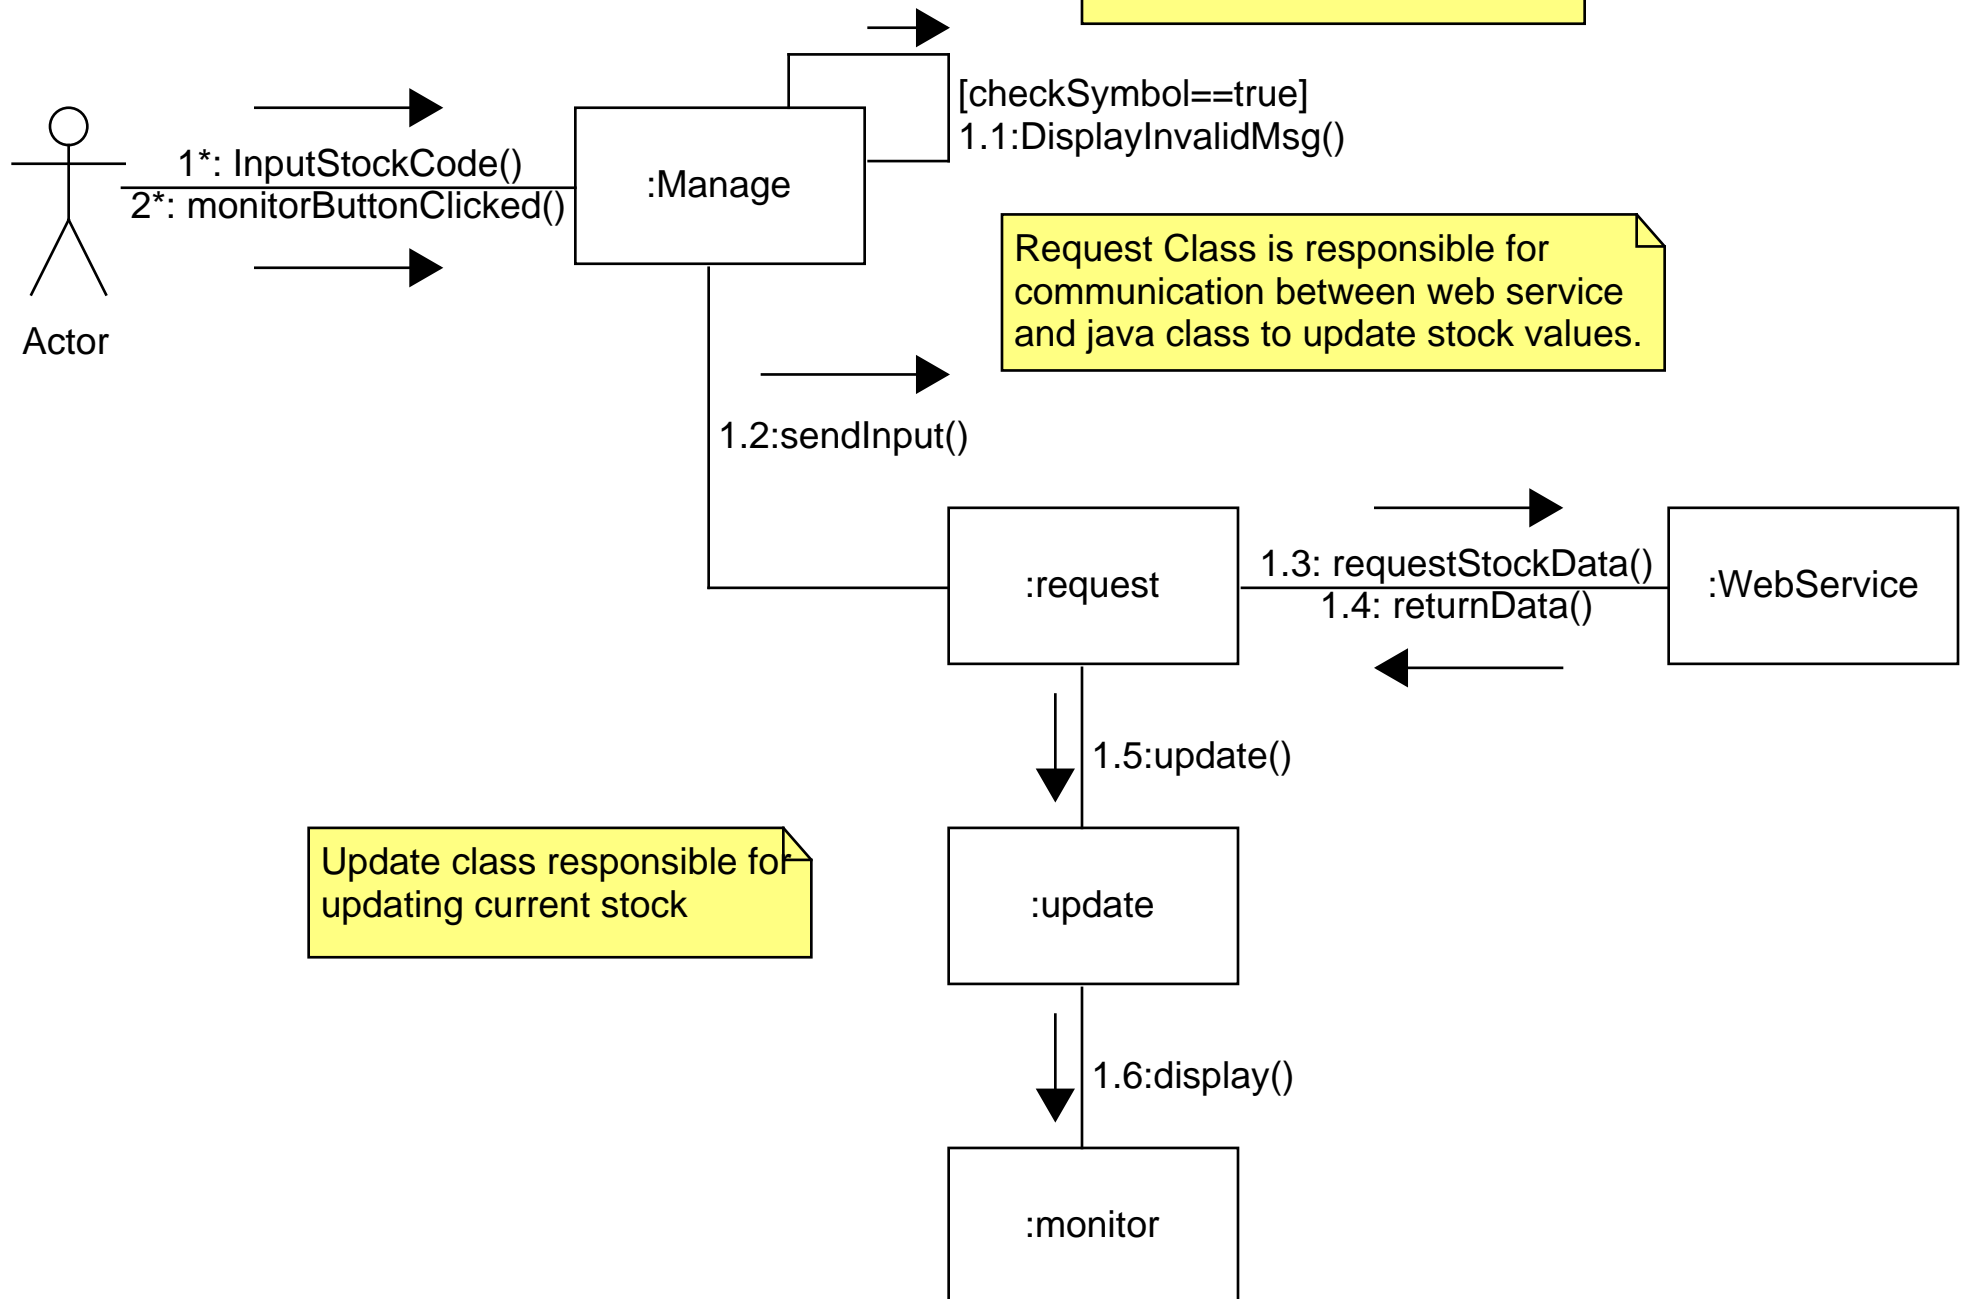 [checkSymbol==true]
1.1:DisplayInvalidMsg()
1*: InputStockCode()
2*: monitorButtonClicked()
:Manage
Actor
Request Class is responsible for
communication between web service
and java class to update stock values.
1.2:sendInput()
:request
1.3: requestStockData()
1.4: returnData()
:WebService
1.5:update()
Update class responsible for
updating current stock
:update
1.6:display()
:monitor